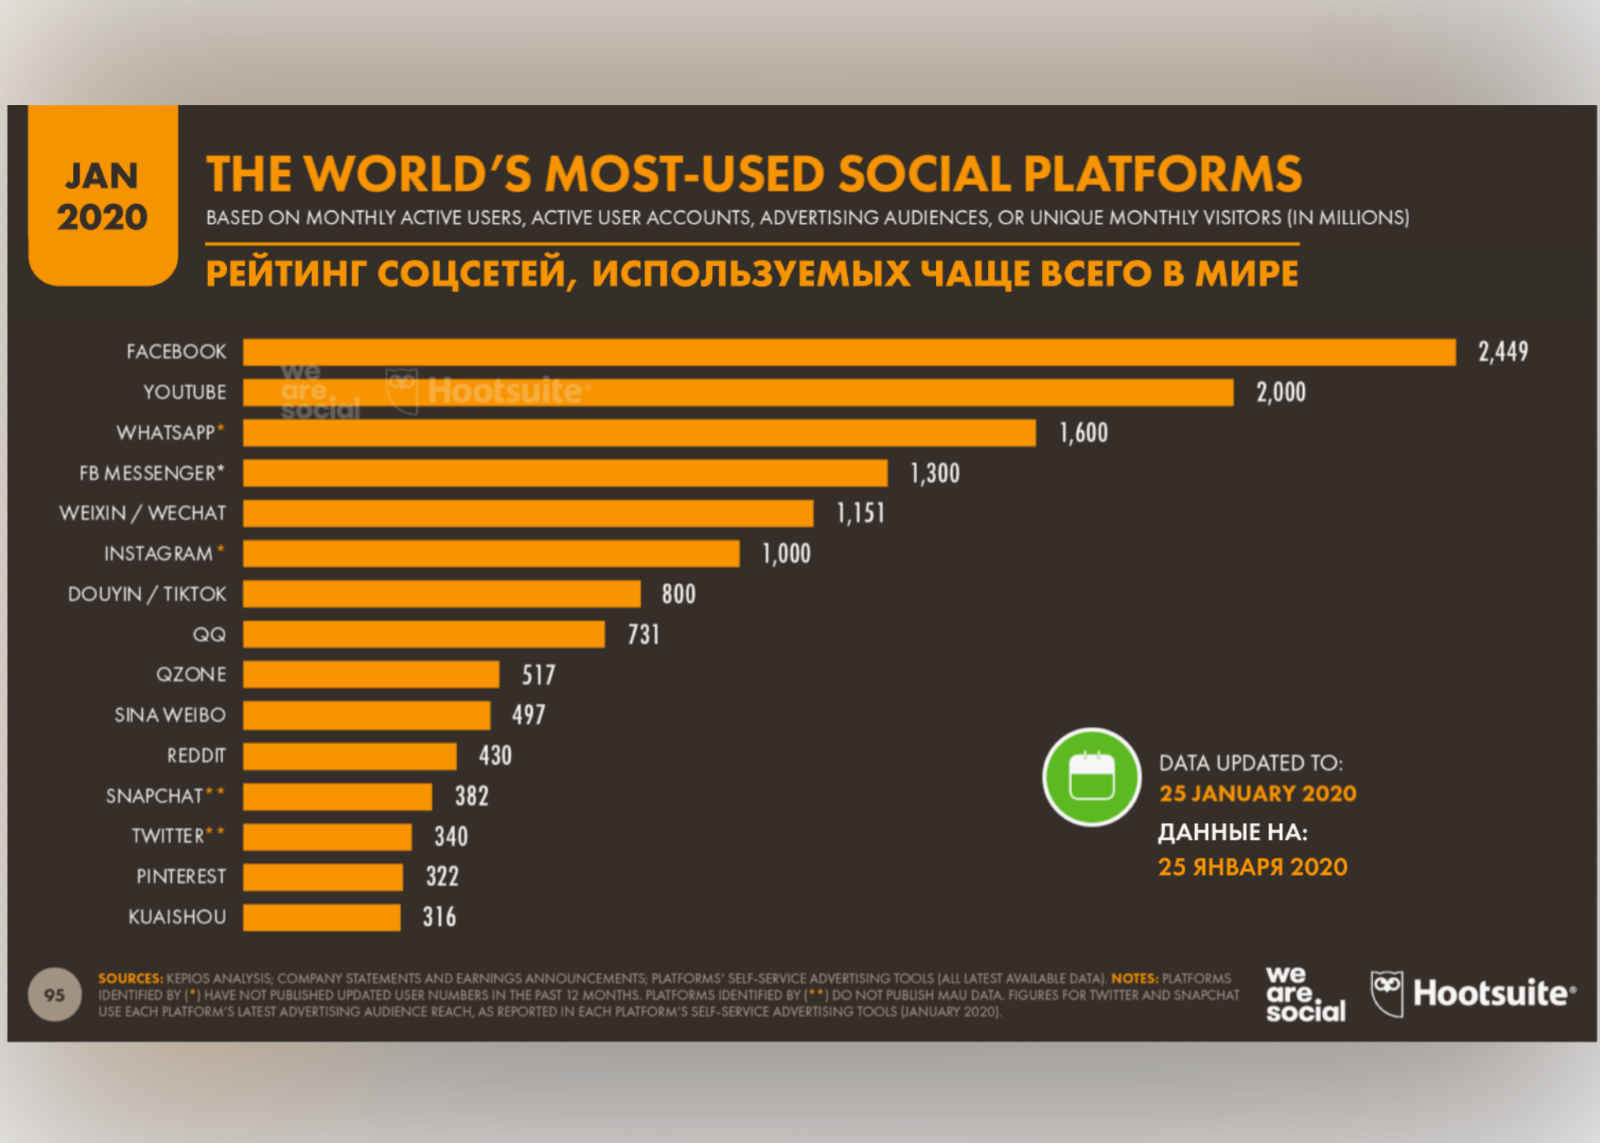 JAN
2020
THE WORLD'S MOST-USED SOCIAL PLATFORMS
BASED ON MONTHLY ACTIVE USERS, ACTIVE USER ACCOUNTS, ADVERTISING AUDIENCES, OR UNIQUE MONTHLY VISITORS (IN MILLIONS)
РЕЙТИНГ СОЦСЕТЕЙ, ИСПОЛЬЗУЕМЫХ ЧАЩЕ ВСЕГО В МИРЕ
FACEBOOK 2,449
we
are.
social
Hootsuite
YOUTUBE 2,000
WHATSAPP* 1,600
FB MESSENGER* 1,300
WEIXIN / WECHAT 1,151
INSTAGRAM* 1,000
DOUYIN / TIKTOK 800
QQ 731
QZONE 517
SINA WEIBO 497
REDDIT 430
SNAPCHAT** 382
TWITTER** 340
PINTEREST 322
KUAISHOU 316
DATA UPDATED TO:
25 JANUARY 2020
ДАННЫЕ НА:
25 ЯНВАРЯ 2020
95
SOURCES: KEPIOS ANALYSIS; COMPANY STATEMENTS AND EARNINGS ANNOUNCEMENTS; PLATFORMS' SELF-SERVICE ADVERTISING TOOLS (ALL LATEST AVAILABLE DATA). NOTES: PLATFORMS
IDENTIFIED BY (*) HAVE NOT PUBLISHED UPDATED USER NUMBERS IN THE PAST 12 MONTHS. PLATFORMS IDENTIFIED BY (**) DO NOT PUBLISH MAU DATA. FIGURES FOR TWITTER AND SNAPCHAT
USE EACH PLATFORM'S LATEST ADVERTISING AUDIENCE REACH, AS REPORTED IN EACH PLATFORM'S SELF-SERVICE ADVERTISING TOOLS (JANUARY 2020).
we
are.
social
Hootsuite®